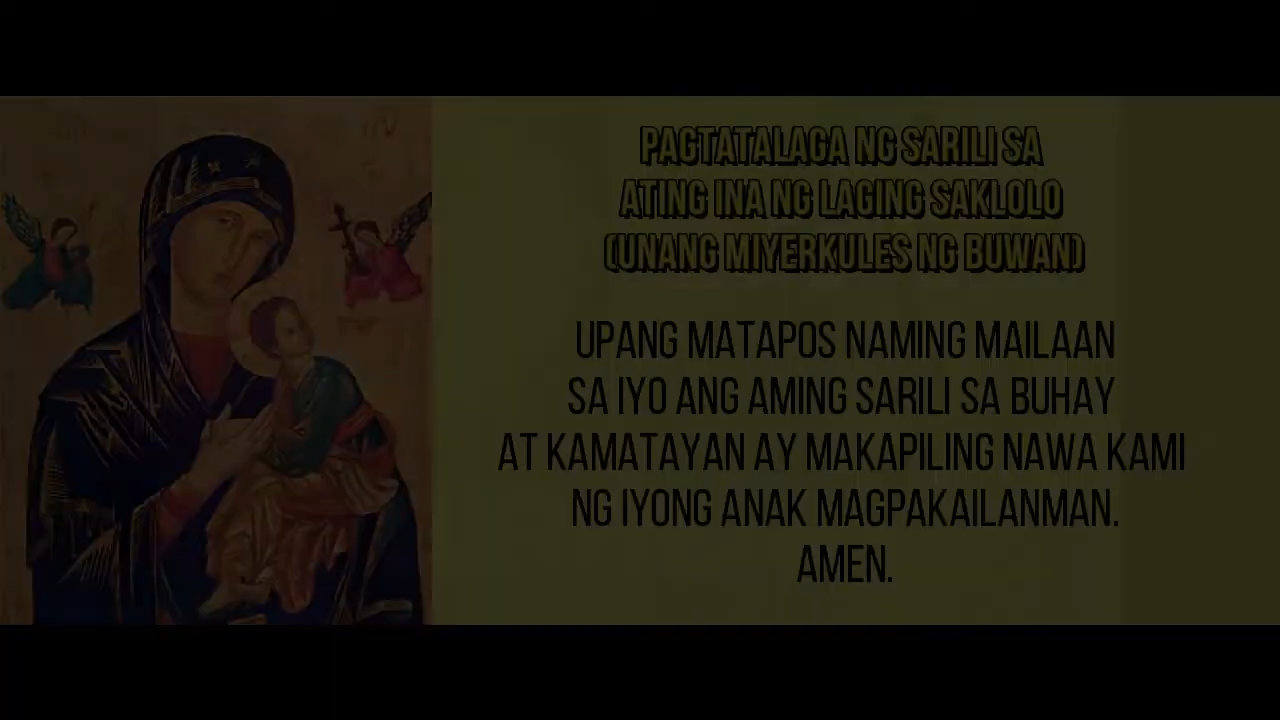 PAGTATALAGA NG SARILI SA
ATING INA NG LAGING SAKLOLO
(UNANG MIYERKULES NG BUWAN)
UPANG MATAPOS NAMING MAILAAN
SA IYO ANG AMING SARILI SA BUHAY
AT KAMATAYAN AY MAKAPILING NAWA KAMI
NG IYONG ANAK MAGPAKAILANMAN.
AMEN.